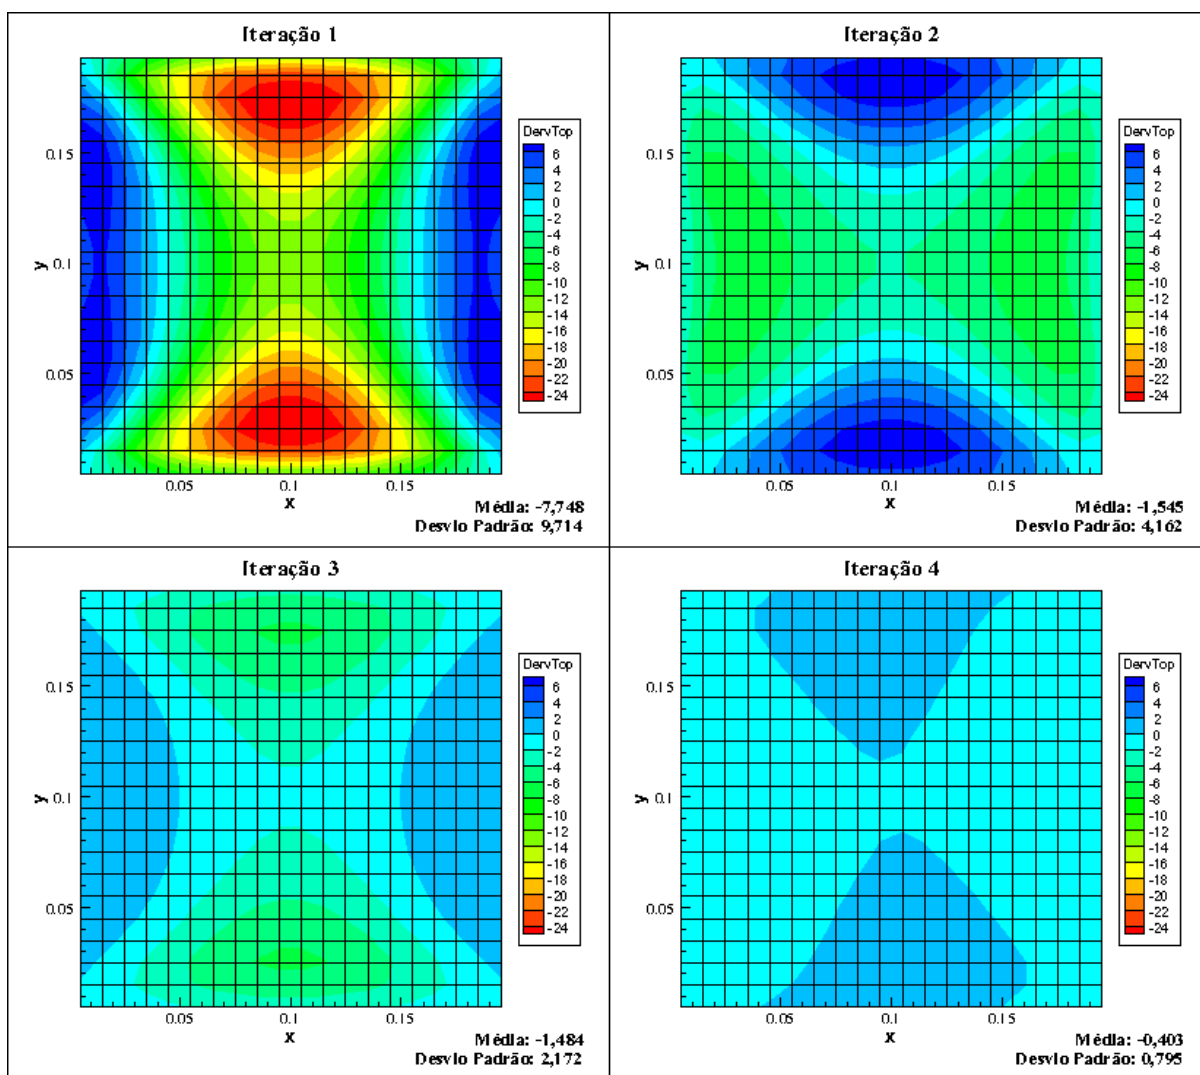 Iteração 1
DervTop
6
4
2
0
-2
-4
-6
-8
-10
-12
-14
-16
-18
-20
-22
-24
0.15
y 0.1
0.05
0.05 0.1 0.15
x
Média: -7,748
Desvio Padrão: 9,714
Iteração 2
DervTop
6
4
2
0
-2
-4
-6
-8
-10
-12
-14
-16
-18
-20
-22
-24
0.15
y 0.1
0.05
0.05 0.1 0.15
x
Média: -1,545
Desvio Padrão: 4,162
Iteração 3
DervTop
6
4
2
0
-2
-4
-6
-8
-10
-12
-14
-16
-18
-20
-22
-24
0.15
y 0.1
0.05
0.05 0.1 0.15
x
Média: -1,484
Desvio Padrão: 2,172
Iteração 4
DervTop
6
4
2
0
-2
-4
-6
-8
-10
-12
-14
-16
-18
-20
-22
-24
0.15
y 0.1
0.05
0.05 0.1 0.15
x
Média: -0,403
Desvio Padrão: 0,795